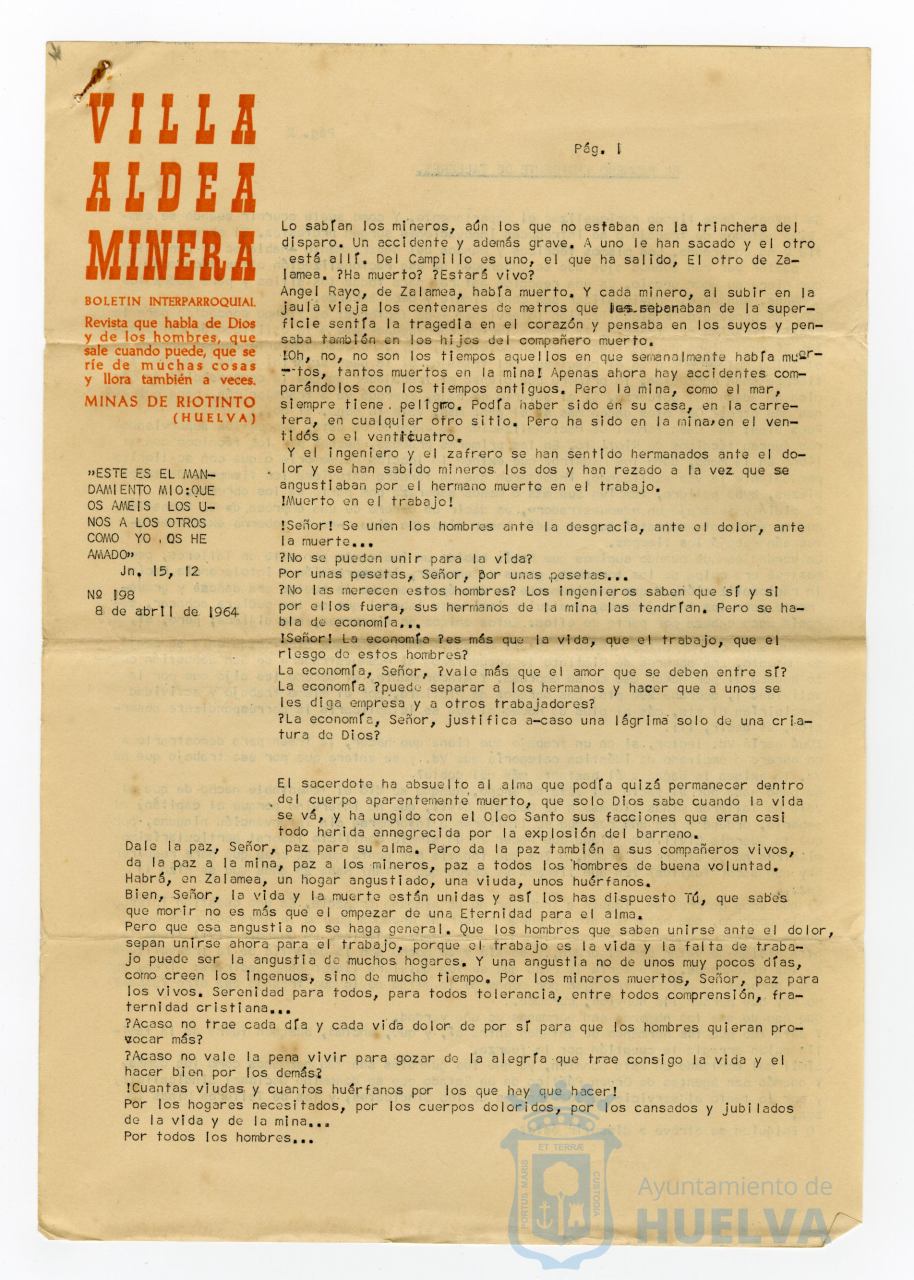 Pág. 1
VILLA
ALDEA
MINERA
BOLETIN INTERPARROQUIAL
Revista que habla de Dios
y de los hombres, que
sale cuando puede, que se
ríe de muchas cosas
y llora también a veces.
MINAS DE RIOTINTO
(HUELVA)
"ESTE ES EL MAN-
DAMIENTO MIO:QUE
OS AMEIS LOS U-
NOS A LOS OTROS
COMO YO OS HE
AMADO"
Jn. 15, 12
Nº 198
8 de abril de 1964
Lo sabían los mineros, aún los que no estaban en la trinchera del
disparo. Un accidente y además grave. A uno le han sacado y el otro
está allí. Del Campillo es uno, el que ha salido, El otro de Za-
lamea. ?Ha muerto? ?Estará vivo?
Angel Rayo, de Zalamea, había muerto. Y cada minero, al subir en la
jaula vieja los centenares de metros que les sepanaban de la super-
ficie sentía la tragedia en el corazón y pensaba en los suyos y pen-
saba también en los hijos del compañero muerto.
!Oh, no, no son los tiempos aquellos en que semanalmente había muer-
tos, tantos muertos en la mina! Apenas ahora hay accidentes com-
parándolos con los tiempos antiguos. Pero la mina, como el mar,
siempre tiene peligro. Podía haber sido en su casa, en la carre-
tera, en cualquier otro sitio. Pero ha sido en la mina,en el ven-
tidós o el venticuatro.
Y el ingeniero y el zafrero se han sentido hermanados ante el do-
lor y se han sabido mineros los dos y han rezado a la vez que se
angustiaban por el hermano muerto en el trabajo.
!Muerto en el trabajo!
!Señor! Se unen los hombres ante la desgracia, ante el dolor, ante
la muerte...
?No se pueden unir para la vida?
Por unas pesetas, Señor, por unas pesetas...
?No las merecen estos hombres? Los ingenieros saben que sí y si
por ellos fuera, sus hermanos de la mina las tendrían. Pero se ha-
bla de economía...
!Señor! La economía ?es más que la vida, que el trabajo, que el
riesgo de estos hombres?
La economía, Señor, ?vale más que el amor que se deben entre sí?
La economía ?puede separar a los hermanos y hacer que a unos se
les diga empresa y a otros trabajadores?
?La economía, Señor, justifica a-caso una lágrima solo de una cria-
tura de Dios?
El sacerdote ha absuelto al alma que podía quizá permanecer dentro
del cuerpo aparentemente muerto, que solo Dios sabe cuando la vida
se vá, y ha ungido con el Oleo Santo sus facciones que eran casi
todo herida ennegrecida por la explosión del barreno.
Dale la paz, Señor, paz para su alma. Pero da la paz también a sus compañeros vivos,
da la paz a la mina, paz a los mineros, paz a todos los hombres de buena voluntad.
Habrá, en Zalamea, un hogar angustiado, una viuda, unos huérfanos.
Bien, Señor, la vida y la muerte están unidas y así los has dispuesto Tú, que sabes
que morir no es más que el empezar de una Eternidad para el alma.
Pero que esa angustia no se haga general. Que los hombres que saben unirse ante el dolor,
sepan unirse ahora para el trabajo, porque el trabajo es la vida y la falta de traba-
jo puede ser la angustia de muchos hogares. Y una angustia no de unos muy pocos días,
como creen los ingenuos, sino de mucho tiempo. Por los mineros muertos, Señor, paz para
los vivos. Serenidad para todos, para todos tolerancia, entre todos comprensión, fra-
ternidad cristiana...
?Acaso no trae cada día y cada vida dolor de por sí para que los hombres quieran pro-
vocar más?
?Acaso no vale la pena vivir para gozar de la alegría que trae consigo la vida y el
hacer bien por los demás?
!Cuantas viudas y cuantos huérfanos por los que hay que hacer!
Por los hogares necesitados, por los cuerpos doloridos, por los cansados y jubilados
de la vida y de la mina...
Por todos los hombres...
PORTUS MARIS ET TERRÆ CUSTODIA
Ayuntamiento de
HUELVA